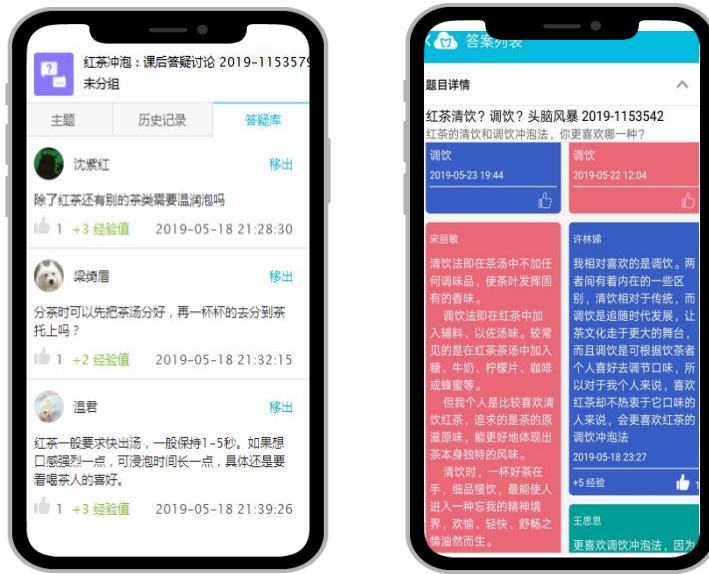 红茶冲泡：课后答疑讨论 2019-1153579
未分组
主题
历史记录
答疑库
沈紫红
移出
除了红茶还有别的茶类需要温润泡吗
1 +3 经验值 2019-05-18 21:28:30
梁绮眉
移出
分茶时可以先把茶汤分好，再一杯杯的去分到茶
托上吗？
1 +2 经验值 2019-05-18 21:32:15
温君
移出
红茶一般要求快出汤，一般保持1-5秒。如果想
口感强烈一点，可浸泡时间长一点，具体还是要
看喝茶人的喜好。
1 +3 经验值 2019-05-18 21:39:26
答案列表
题目详情
红茶清饮？调饮？头脑风暴 2019-1153542
红茶的清饮和调饮冲泡法，你更喜欢哪一种？
调饮
2019-05-23 19:44
调饮
2019-05-22 12:04
宋丽敏
清饮法即在茶汤中不加任
何调味品，使茶叶发挥固
有的香味。
调饮法即在红茶中加
入辅料、以佐汤味。较常
见的是在红茶茶汤中加入
糖、牛奶、柠檬片、咖啡
或蜂蜜等。
但我个人是比较喜欢清
饮红茶，追求的是茶的原
滋原味，能更好地体现出
茶本身独特的风味。
清饮时，一杯好茶在
手，细品慢饮，最能使人
进入一种忘我的精神境
界，欢愉、轻快、舒畅之
情油然而生。
许林娣
我相对喜欢的是调饮。两
者间有着内在的一些区
别，清饮相对于传统，而
调饮是追随时代发展，让
茶文化走于更大的舞台，
而且调饮是可根据饮茶者
个人喜好去调节口味，所
以对于我个人来说，喜欢
红茶却不热衷于它口味的
人来说，会更喜欢红茶的
调饮冲泡法
2019-05-18 23:27
+5 经验 1
王思思
更喜欢调饮冲泡法，因为